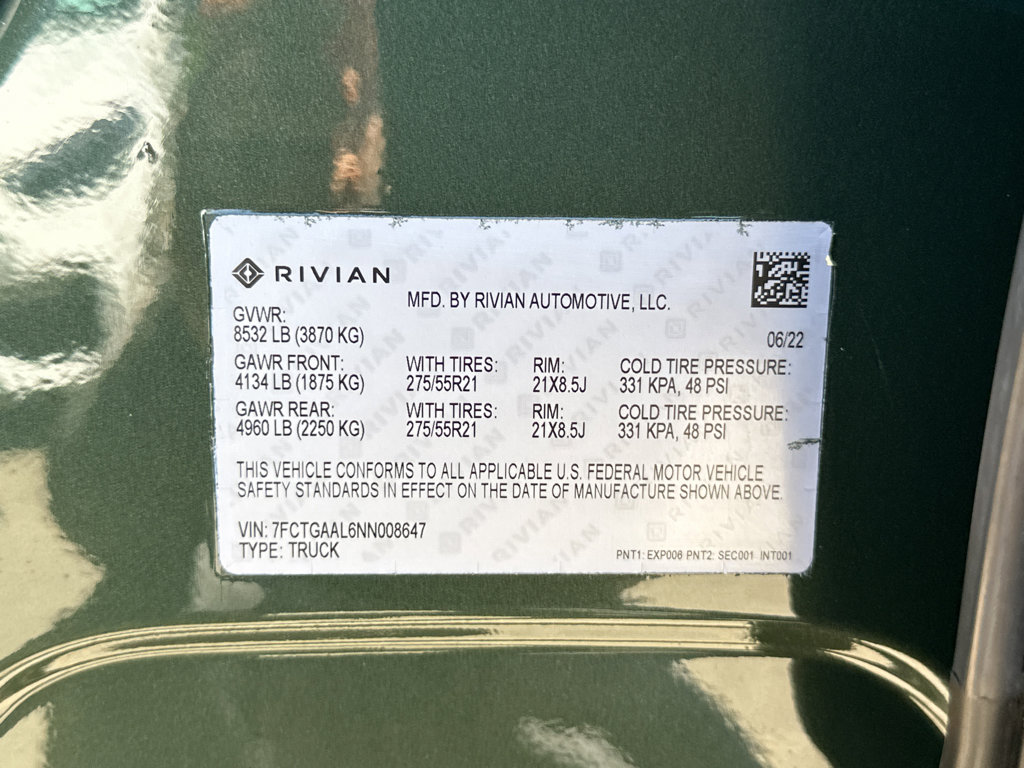 RIVIAN
MFD. BY RIVIAN AUTOMOTIVE, LLC.
GVWR:
8532 LB (3870 KG)
06/22
GAWR FRONT: WITH TIRES: RIM: COLD TIRE PRESSURE:
4134 LB (1875 KG) 275/55R21 21X8.5J 331 KPA, 48 PSI
GAWR REAR: WITH TIRES: RIM: COLD TIRE PRESSURE:
4960 LB (2250 KG) 275/55R21 21X8.5J 331 KPA, 48 PSI
THIS VEHICLE CONFORMS TO ALL APPLICABLE U.S. FEDERAL MOTOR VEHICLE
SAFETY STANDARDS IN EFFECT ON THE DATE OF MANUFACTURE SHOWN ABOVE.
VIN: 7FCTGAAL6NN008647
TYPE: TRUCK
PNT1: EXP006 PNT2: SEC001 INT001